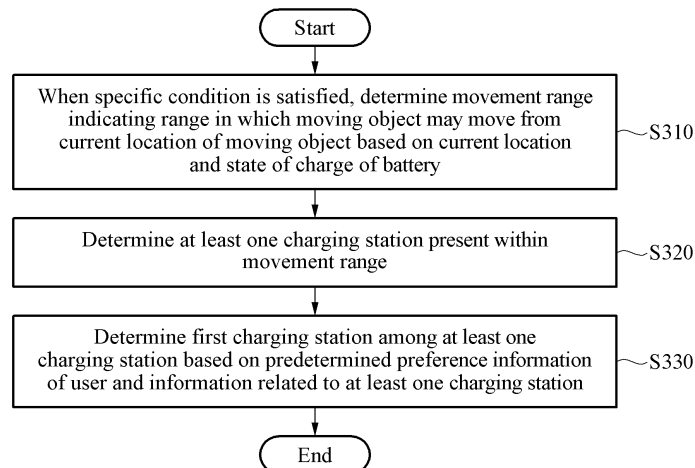 Start
When specific condition is satisfied, determine movement range
indicating range in which moving object may move from
current location of moving object based on current location
and state of charge of battery
S310
Determine at least one charging station present within
movement range
S320
Determine first charging station among at least one
charging station based on predetermined preference information
of user and information related to at least one charging station
S330
End